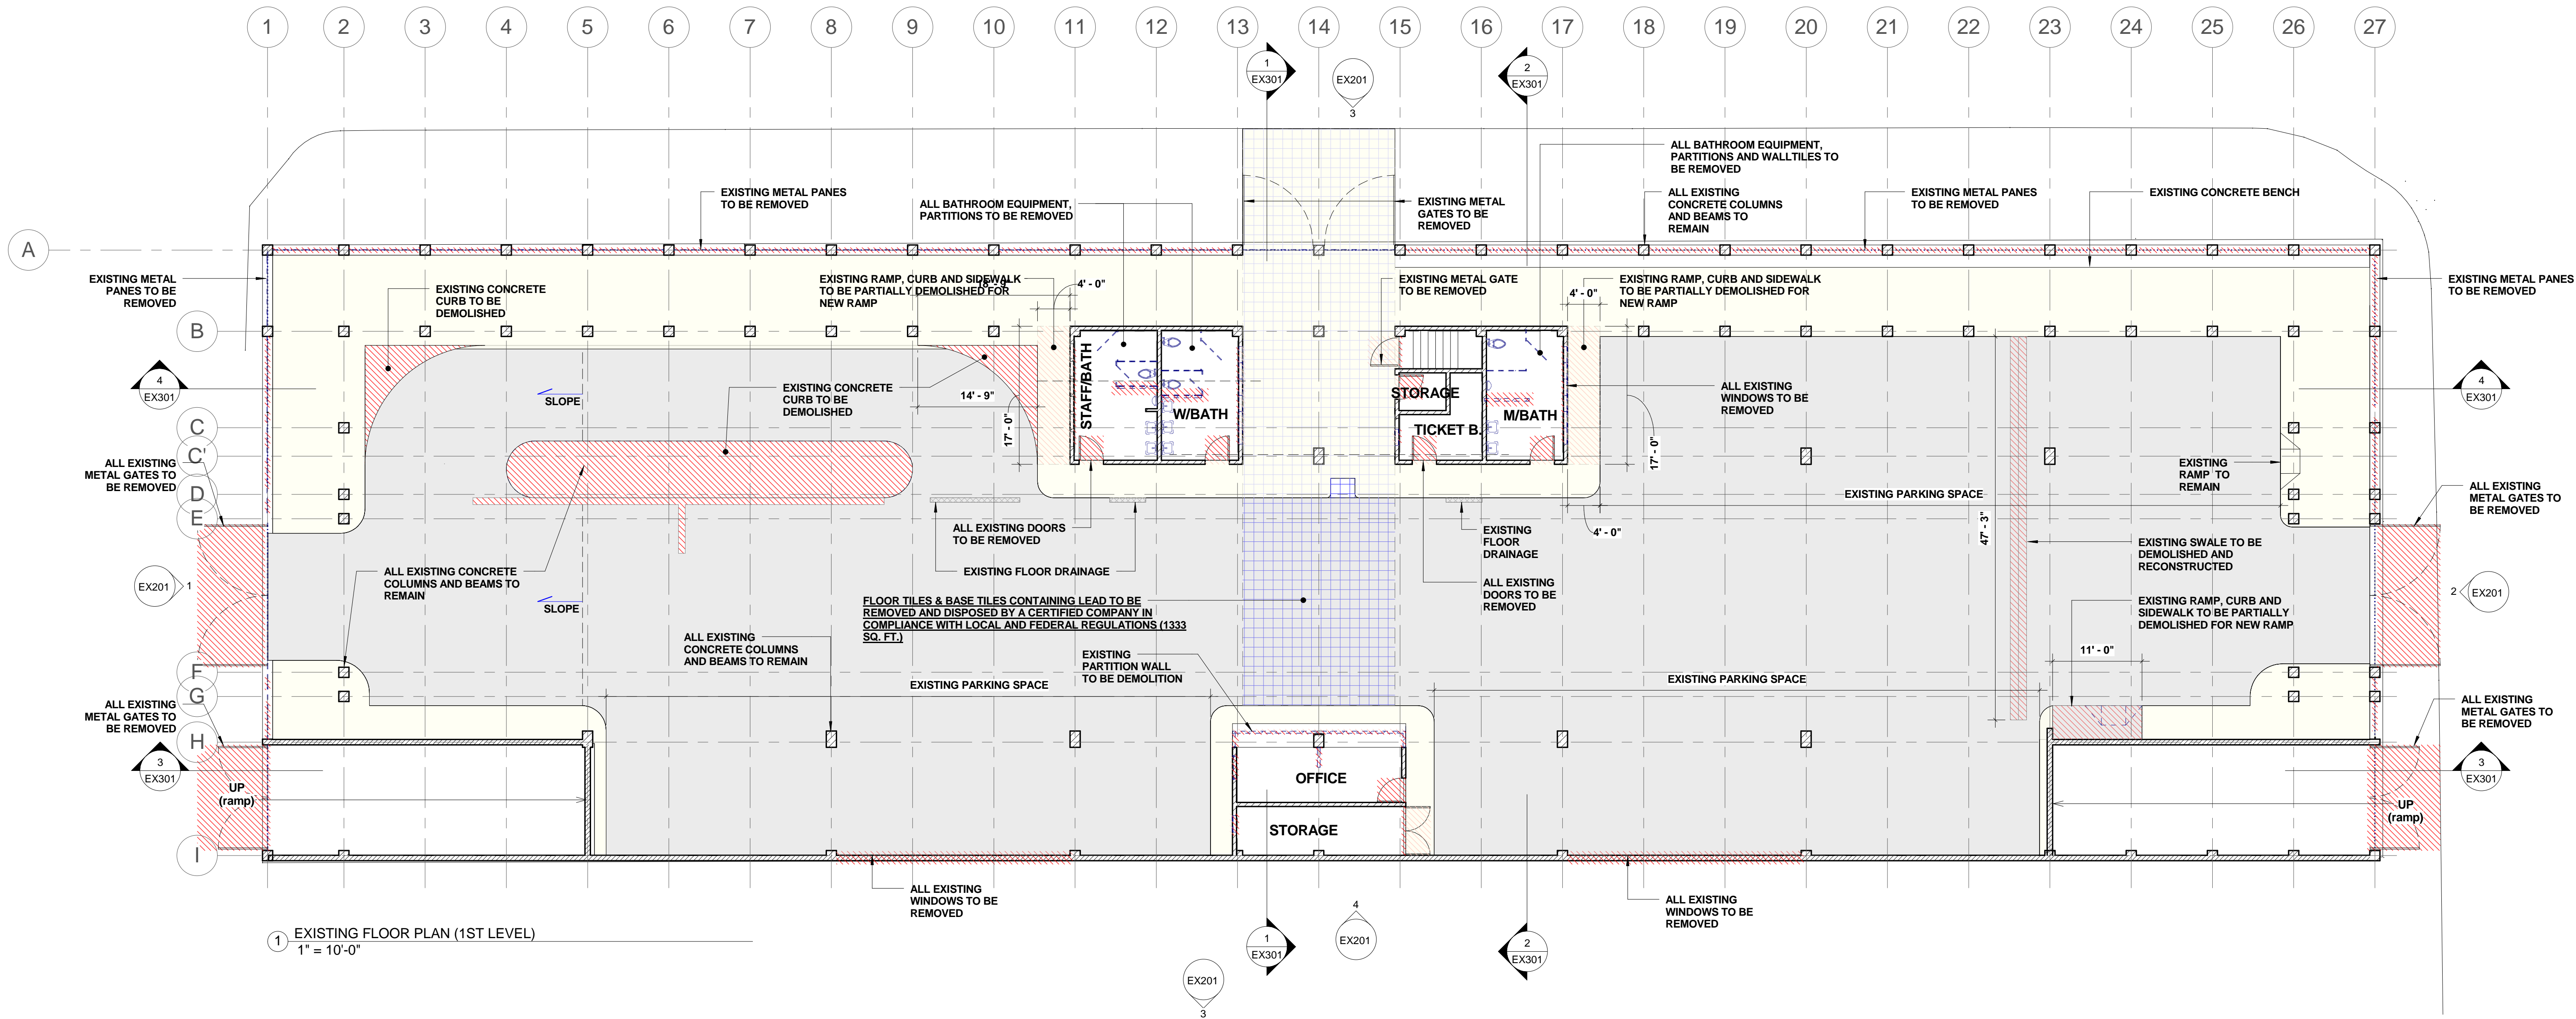 1 2 3 4 5 6 7 8 9 10 11 12 13 14 15 16 17 18 19 20 21 22 23 24 25 26 27
1
EX301
EX201
3
2
EX301
ALL BATHROOM EQUIPMENT,
PARTITIONS AND WALLTILES TO
BE REMOVED
EXISTING METAL PANES
TO BE REMOVED
ALL BATHROOM EQUIPMENT,
PARTITIONS TO BE REMOVED
EXISTING METAL
GATES TO BE
REMOVED
ALL EXISTING
CONCRETE COLUMNS
AND BEAMS TO
REMAIN
EXISTING METAL PANES
TO BE REMOVED
EXISTING CONCRETE BENCH
A
EXISTING METAL
PANES TO BE
REMOVED
EXISTING CONCRETE
CURB TO BE
DEMOLISHED
EXISTING RAMP, CURB AND SIDEWALK
TO BE PARTIALLY DEMOLISHED FOR
NEW RAMP
18' - 9"
4' - 0"
EXISTING METAL GATE
TO BE REMOVED
EXISTING RAMP, CURB AND SIDEWALK
TO BE PARTIALLY DEMOLISHED FOR
NEW RAMP
4' - 0"
EXISTING METAL PANES
TO BE REMOVED
B
4
EX301
SLOPE
EXISTING CONCRETE
CURB TO BE
DEMOLISHED
14' - 9"
17' - 0"
STAFF/BATH
W/BATH
STORAGE
TICKET B.
M/BATH
ALL EXISTING
WINDOWS TO BE
REMOVED
17' - 0"
4
EX301
C
C'
D
E
ALL EXISTING
METAL GATES TO
BE REMOVED
EXISTING
RAMP TO
REMAIN
EXISTING PARKING SPACE
ALL EXISTING
METAL GATES TO
BE REMOVED
ALL EXISTING DOORS
TO BE REMOVED
EXISTING
FLOOR
DRAINAGE
4' - 0"
47' - 3"
EXISTING SWALE TO BE
DEMOLISHED AND
RECONSTRUCTED
EX201
1
ALL EXISTING CONCRETE
COLUMNS AND BEAMS TO
REMAIN
EXISTING FLOOR DRAINAGE
ALL EXISTING
DOORS TO BE
REMOVED
2
EX201
SLOPE
FLOOR TILES & BASE TILES CONTAINING LEAD TO BE
REMOVED AND DISPOSED BY A CERTIFIED COMPANY IN
COMPLIANCE WITH LOCAL AND FEDERAL REGULATIONS (1333
SQ. FT.)
EXISTING RAMP, CURB AND
SIDEWALK TO BE PARTIALLY
DEMOLISHED FOR NEW RAMP
ALL EXISTING
CONCRETE COLUMNS
AND BEAMS TO REMAIN
EXISTING
PARTITION WALL
TO BE DEMOLITION
11' - 0"
F
G
EXISTING PARKING SPACE
EXISTING PARKING SPACE
ALL EXISTING
METAL GATES TO
BE REMOVED
ALL EXISTING
METAL GATES TO
BE REMOVED
H
3
EX301
UP
(ramp)
OFFICE
STORAGE
3
EX301
UP
(ramp)
I
ALL EXISTING
WINDOWS TO BE
REMOVED
ALL EXISTING
WINDOWS TO BE
REMOVED
1
EX301
4
EX201
2
EX301
1
EXISTING FLOOR PLAN (1ST LEVEL)
1" = 10'-0"
EX201
3